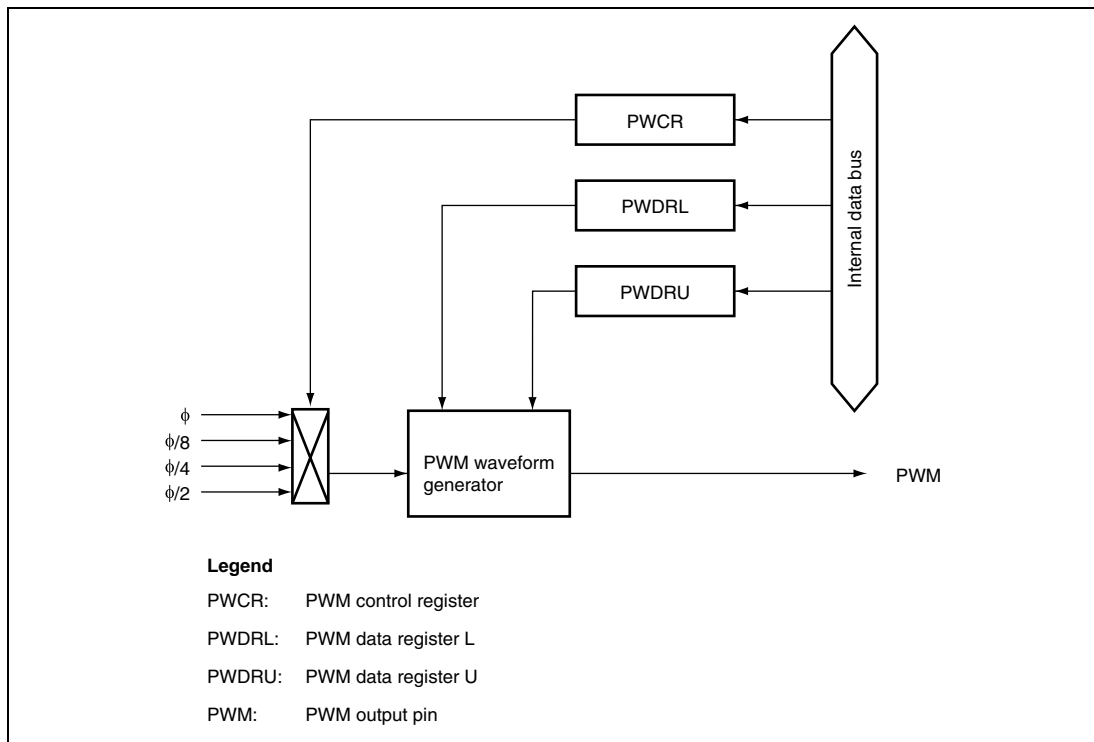 PWCR
PWDRL
PWDRU
Internal data bus
ϕ
ϕ/8
ϕ/4
ϕ/2
PWM waveform
generator
PWM
Legend
PWCR: PWM control register
PWDRL: PWM data register L
PWDRU: PWM data register U
PWM: PWM output pin